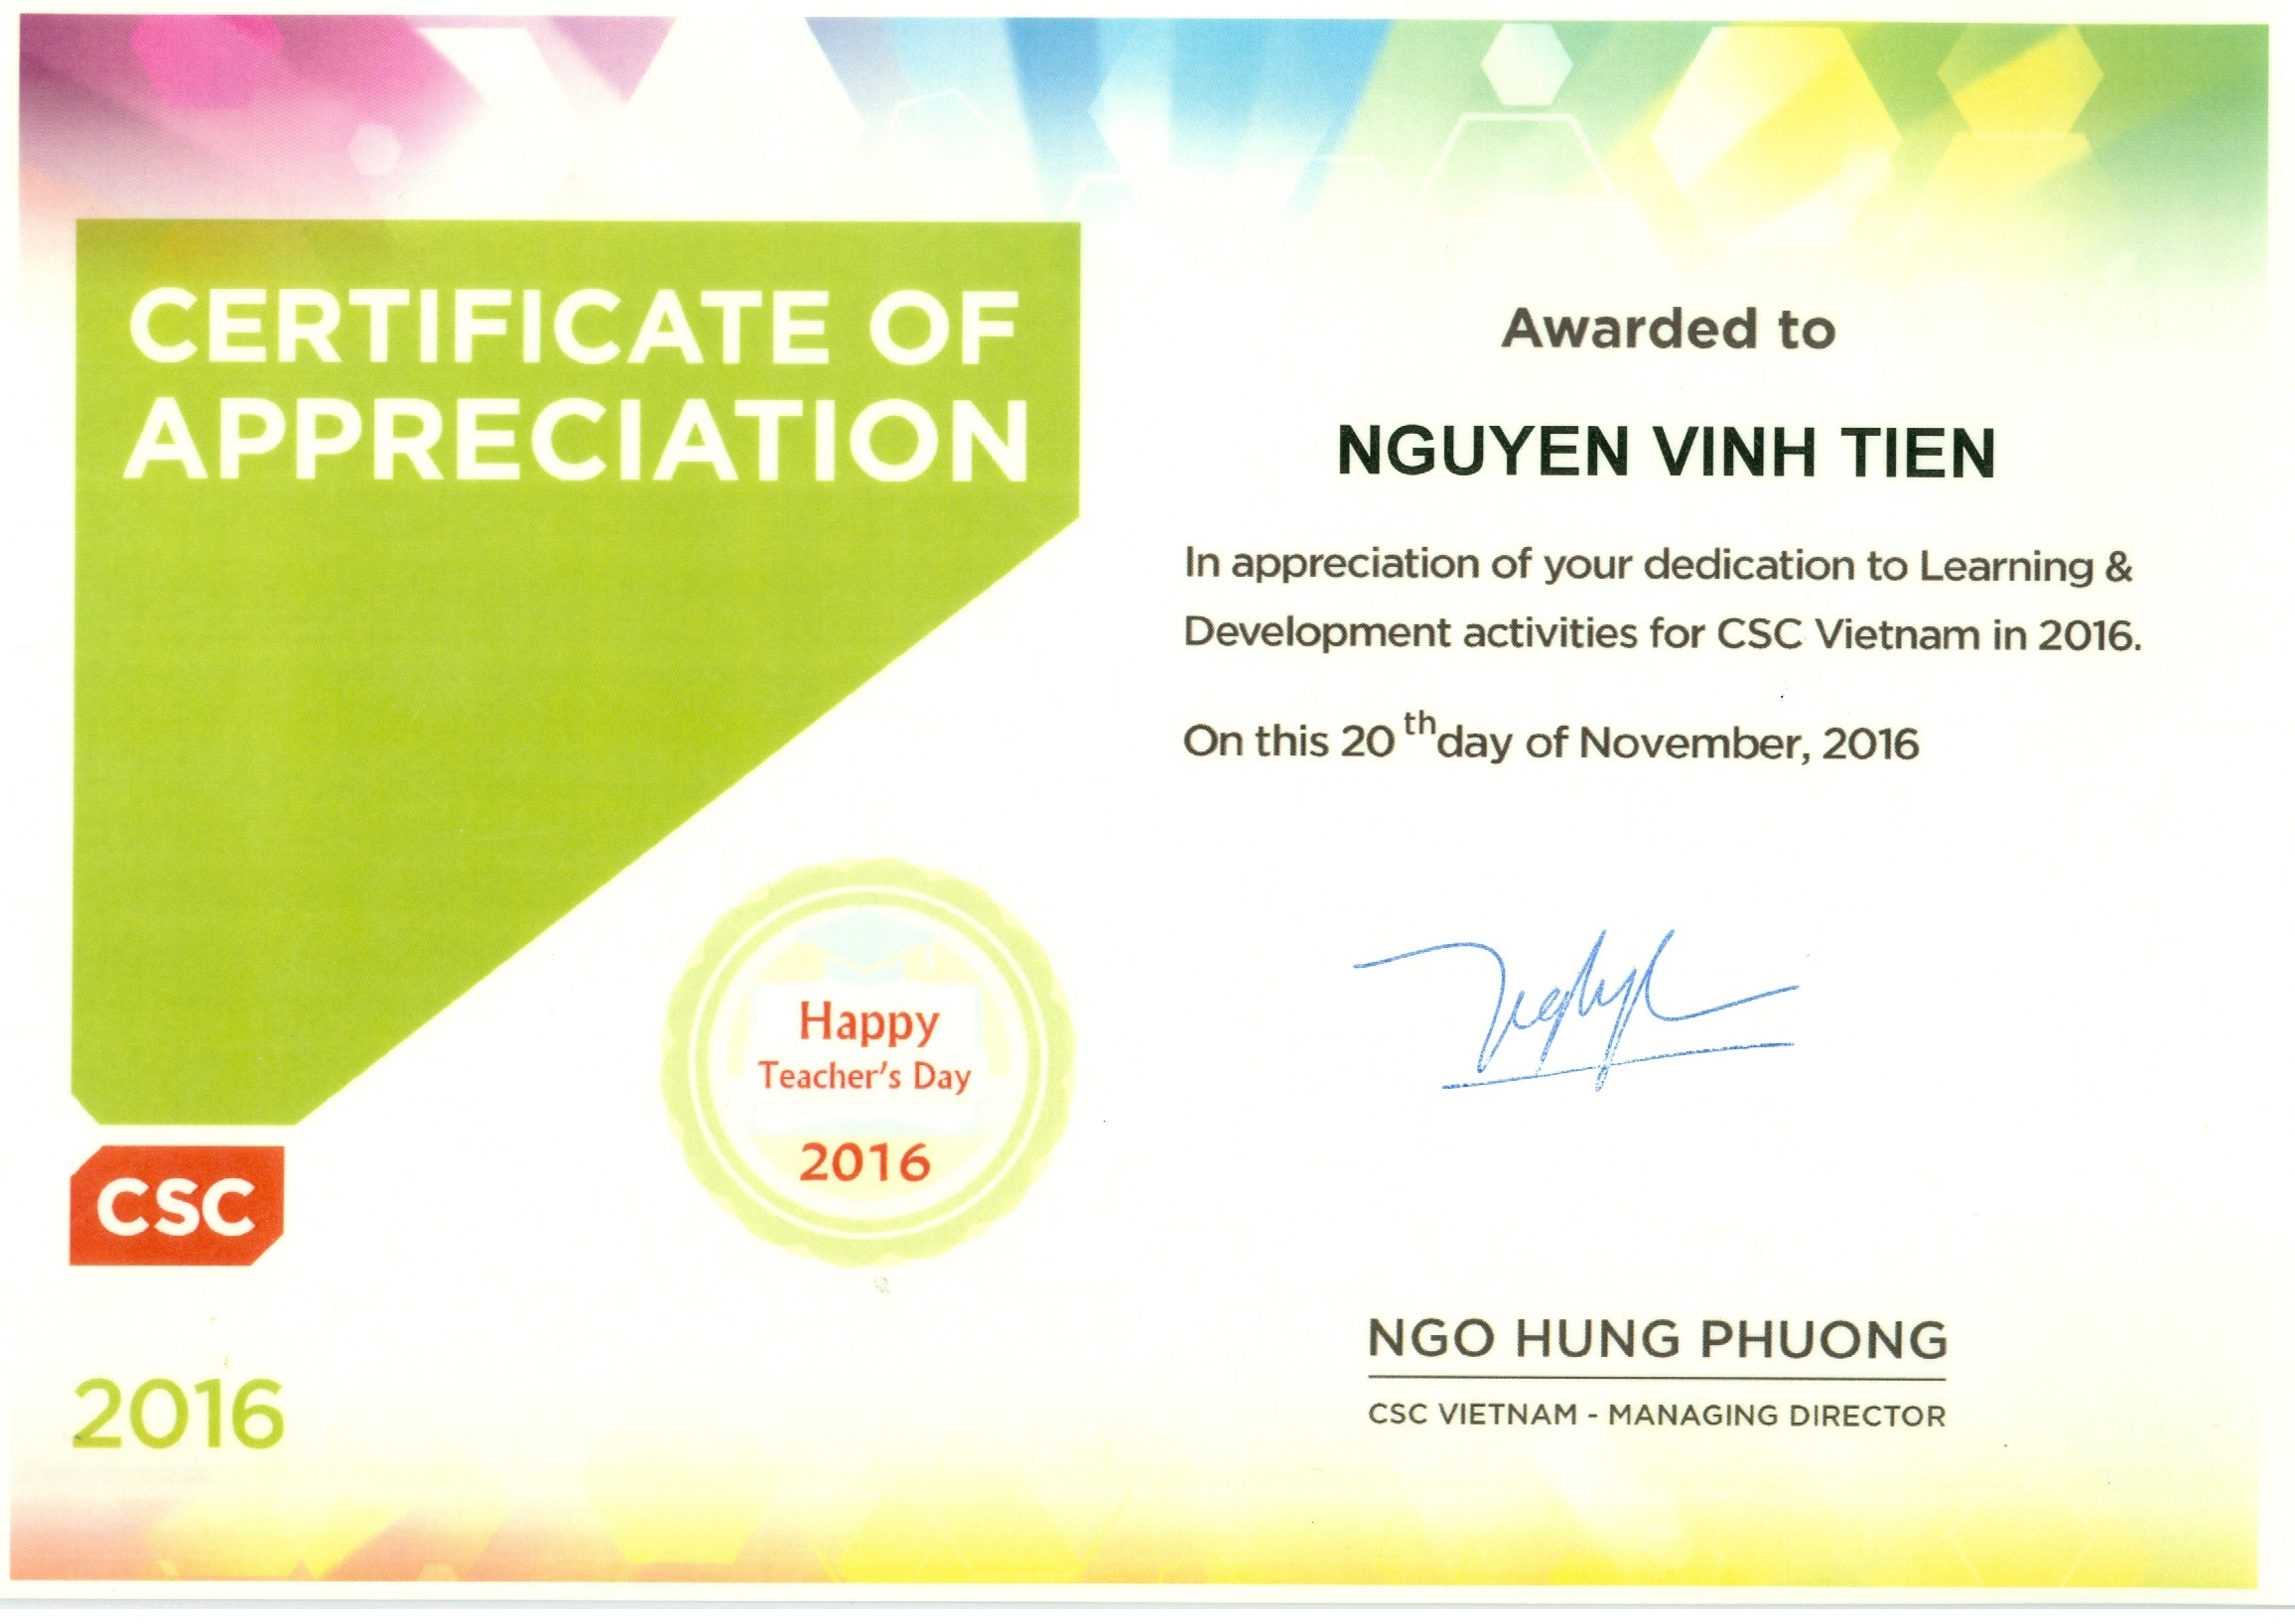 CERTIFICATE OF
APPRECIATION
Awarded to
NGUYEN VINH TIEN
In appreciation of your dedication to Learning &
Development activities for CSC Vietnam in 2016.
On this 20 th day of November, 2016
Happy
Teacher's Day
2016
CSC
2016
NGO HUNG PHUONG
CSC VIETNAM - MANAGING DIRECTOR